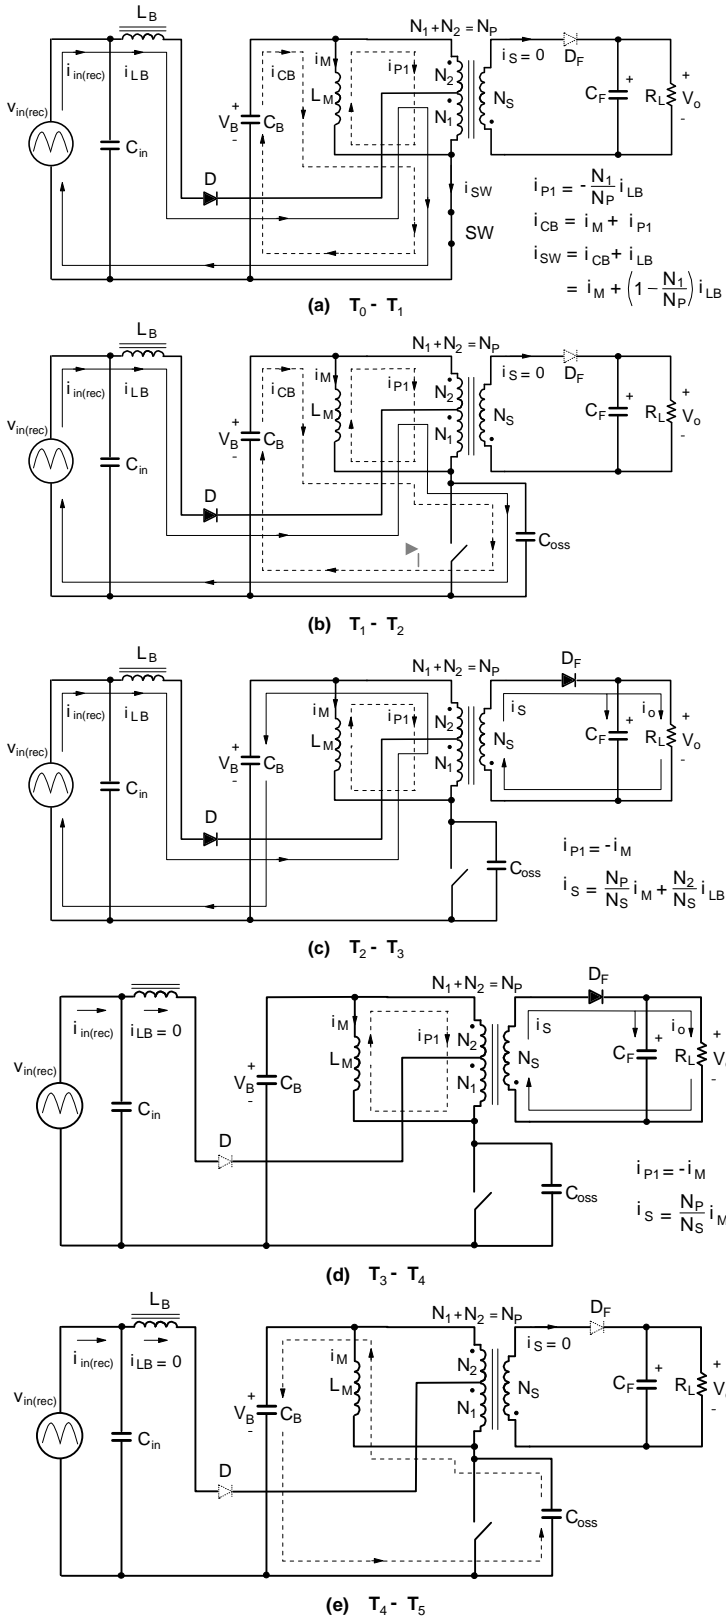 L_B
N_1 + N_2 = N_P
i_in(rec) i_LB i_CB i_M i_P1 N_2 i_S = 0 D_F
v_in(rec) L_M N_S C_F + R_L + V_o -
C_in + V_B - C_B N_1
D i_SW
SW
i_P1 = - N_1/N_P i_LB
i_CB = i_M + i_P1
i_SW = i_CB + i_LB
= i_M + (1 - N_1/N_P) i_LB
(a) T_0 - T_1
L_B
N_1 + N_2 = N_P
i_in(rec) i_LB i_CB i_M i_P1 N_2 i_S = 0 D_F
v_in(rec) L_M N_S C_F + R_L + V_o -
C_in + V_B - C_B N_1
D
C_oss
(b) T_1 - T_2
L_B
N_1 + N_2 = N_P D_F
i_in(rec) i_LB i_M i_P1 N_2 i_S i_o
v_in(rec) L_M N_S C_F + R_L + V_o -
C_in + V_B - C_B N_1
D
C_oss
i_P1 = -i_M
i_S = N_P/N_S i_M + N_2/N_S i_LB
(c) T_2 - T_3
L_B
N_1 + N_2 = N_P D_F
i_in(rec) i_LB = 0 i_M i_P1 N_2 i_S i_o
v_in(rec) L_M N_S C_F + R_L + V -
C_in + V_B - C_B N_1
D
C_oss
i_P1 = -i_M
i_S = N_P/N_S i_M
(d) T_3 - T_4
L_B
N_1 + N_2 = N_P D_F
i_in(rec) i_LB = 0 i_M N_2 i_S = 0
v_in(rec) L_M N_S C_F + R_L + V -
C_in + V_B - C_B N_1
D
C_oss
(e) T_4 - T_5